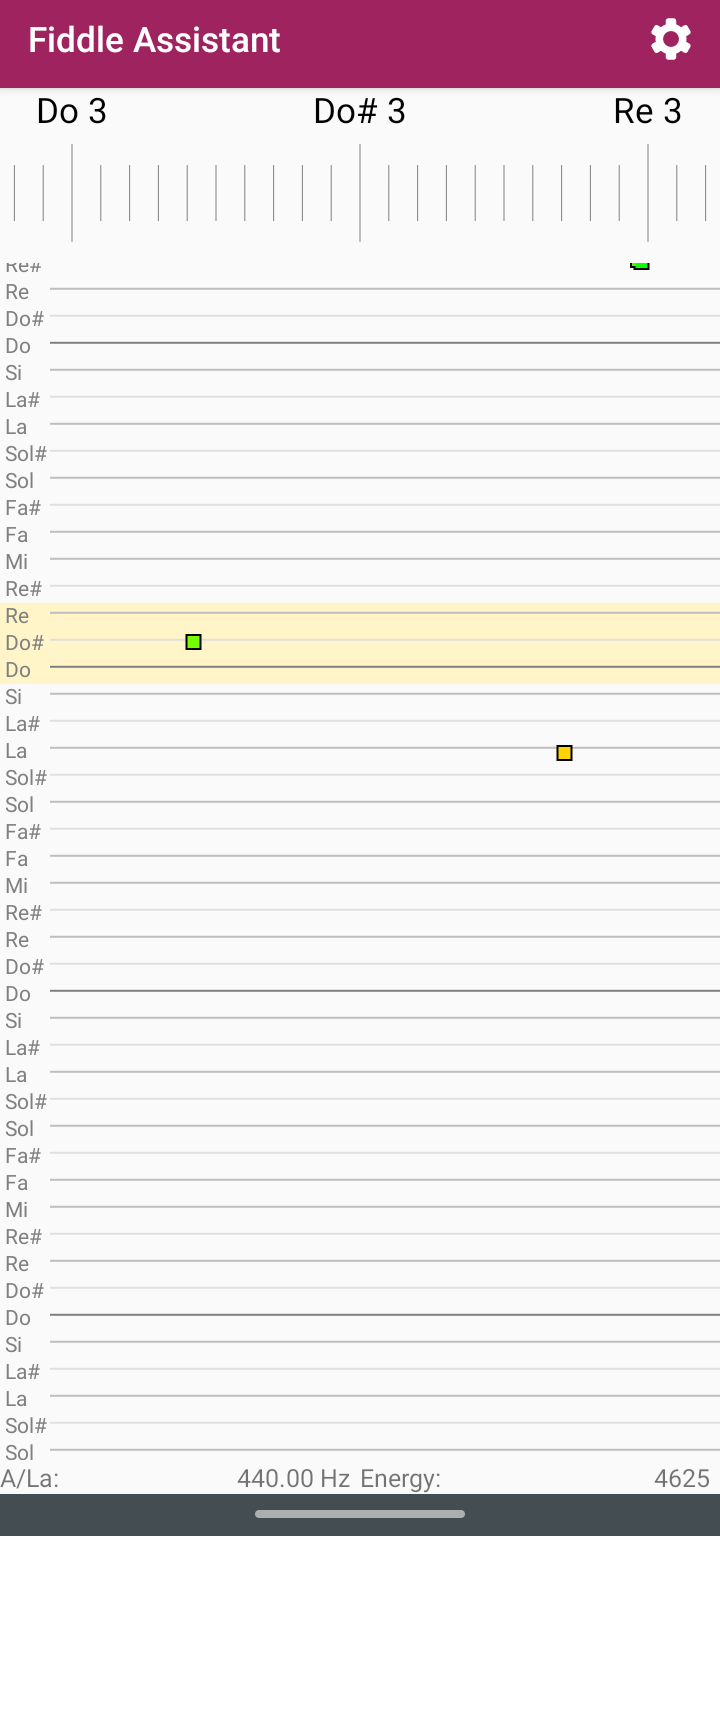 Fiddle Assistant
Do 3 Do# 3 Re 3
Re#
Re
Do#
Do
Si
La#
La
Sol#
Sol
Fa#
Fa
Mi
Re#
Re
Do#
Do
Si
La#
La
Sol#
Sol
Fa#
Fa
Mi
Re#
Re
Do#
Do
Si
La#
La
Sol#
Sol
Fa#
Fa
Mi
Re#
Re
Do#
Do
Si
La#
La
Sol#
Sol
A/La: 440.00 Hz Energy: 4625